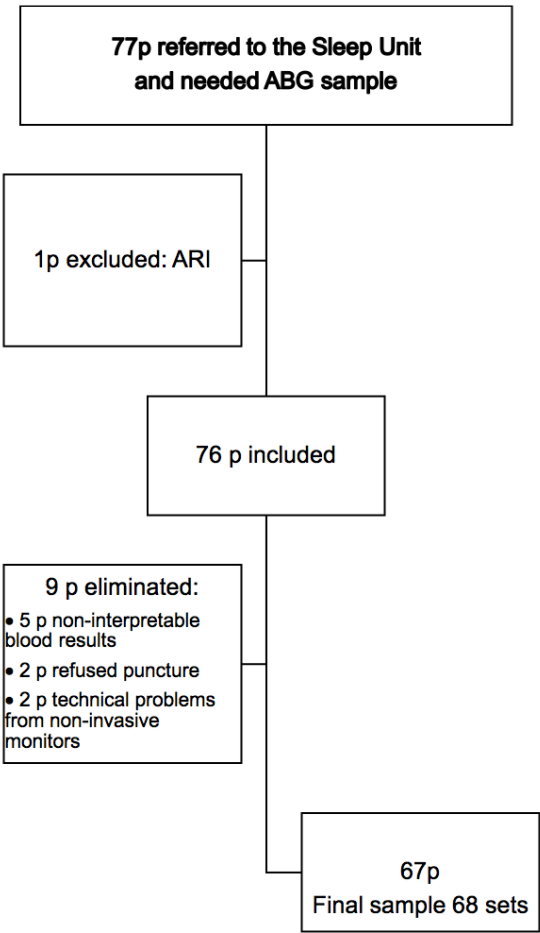 77p referred to the Sleep Unit
and needed ABG sample
1p excluded: ARI
76 p included
9 p eliminated:
• 5 p non-interpretable
blood results
• 2 p refused puncture
• 2 p technical problems
from non-invasive
monitors
67p
Final sample 68 sets